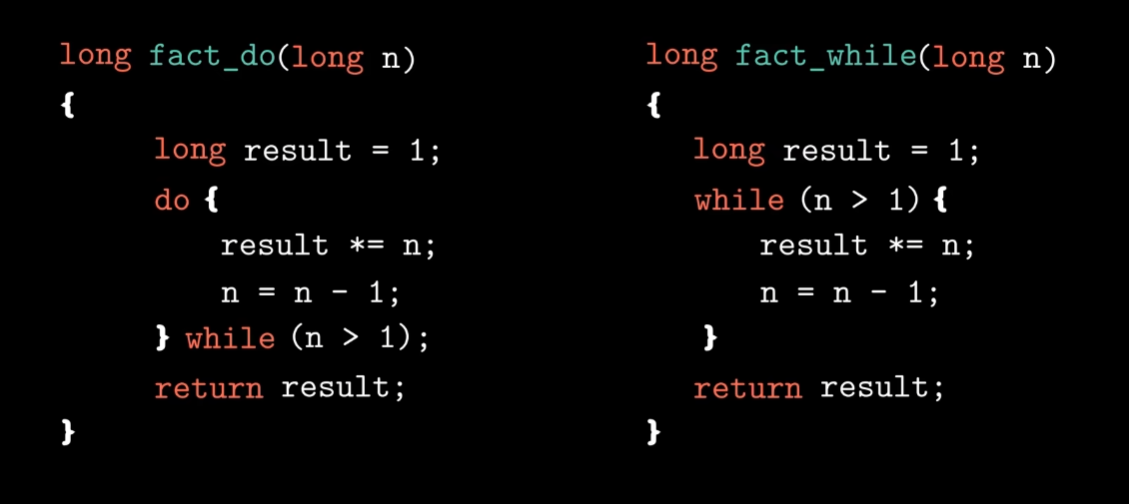 long fact_do(long n)
{
long result = 1;
do {
result *= n;
n = n - 1;
} while (n > 1);
return result;
}
long fact_while(long n)
{
long result = 1;
while (n > 1) {
result *= n;
n = n - 1;
}
return result;
}